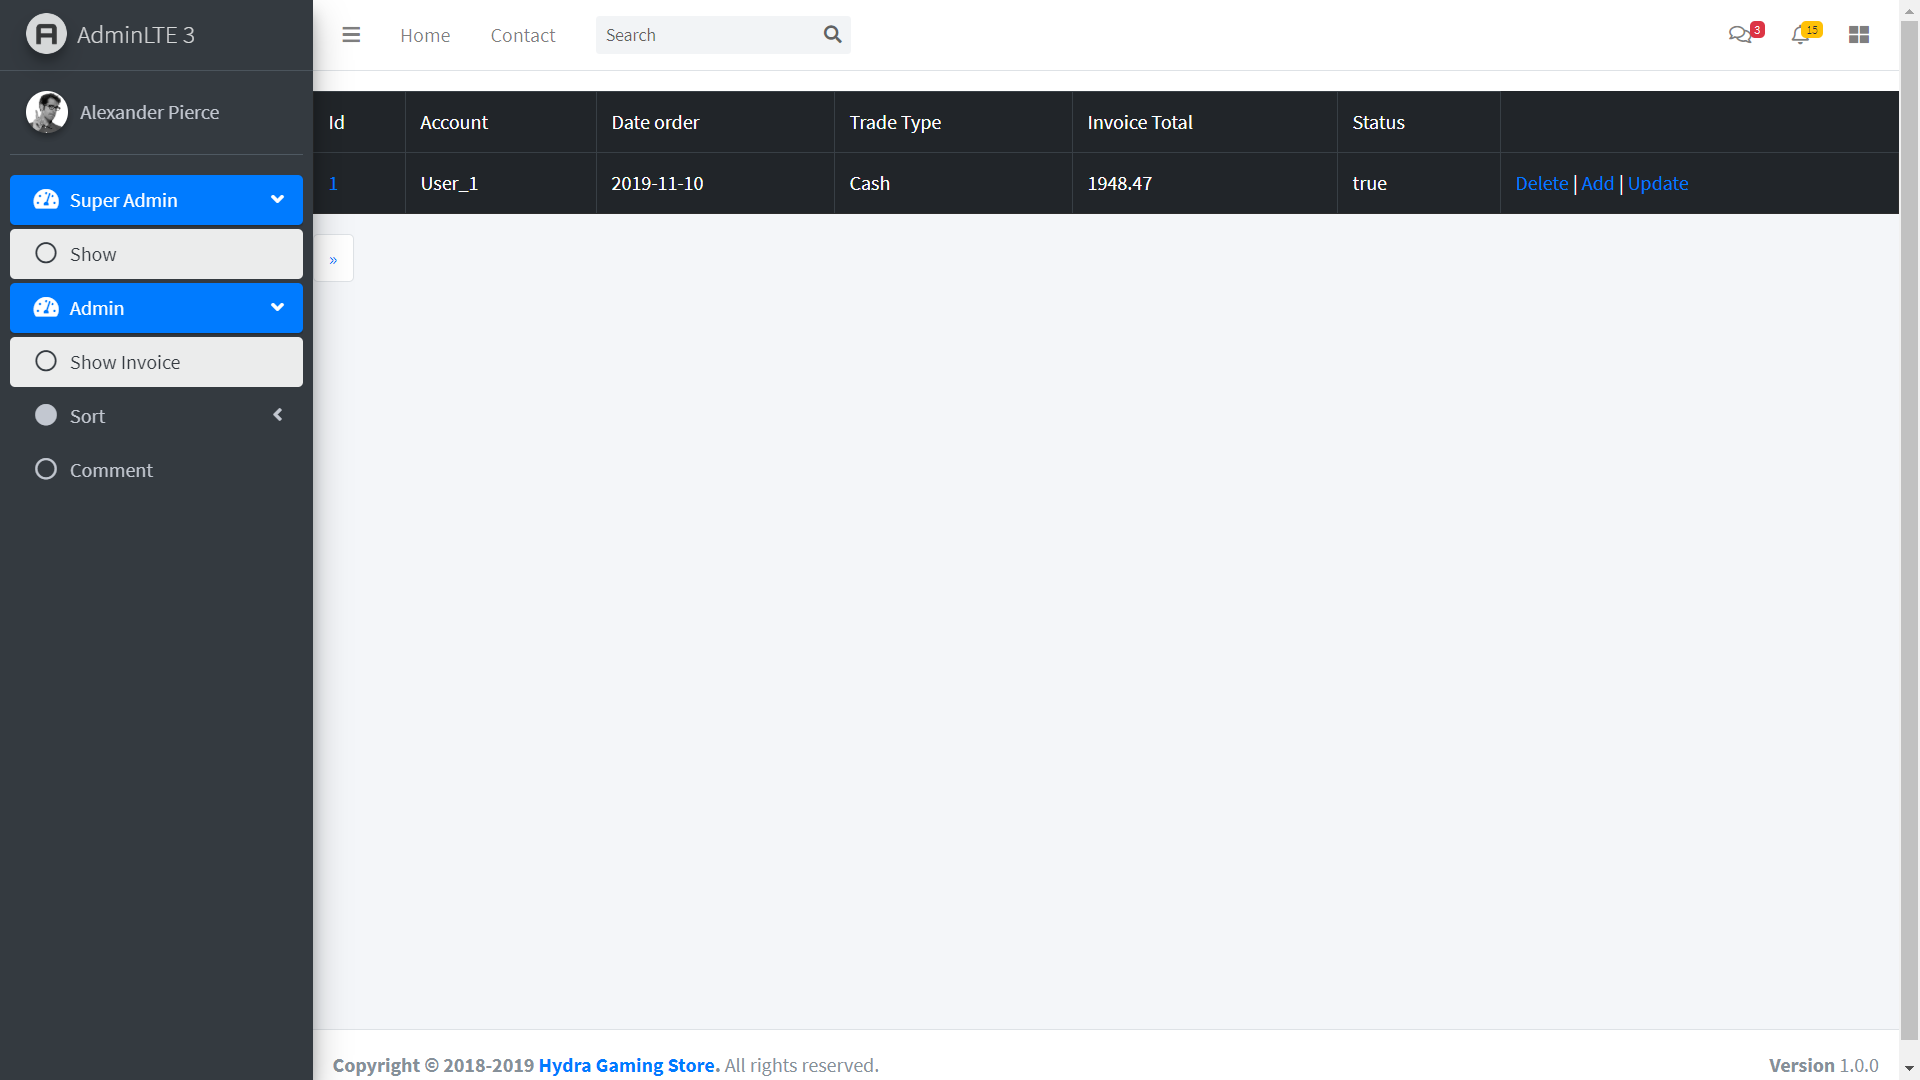 AdminLTE 3
Home
Contact
Search
3
15
Alexander Pierce
Super Admin
Show
Admin
Show Invoice
Sort
Comment
Id Account Date order Trade Type Invoice Total Status
1 User_1 2019-11-10 Cash 1948.47 true Delete | Add | Update
»
Copyright © 2018-2019 Hydra Gaming Store. All rights reserved.
Version 1.0.0